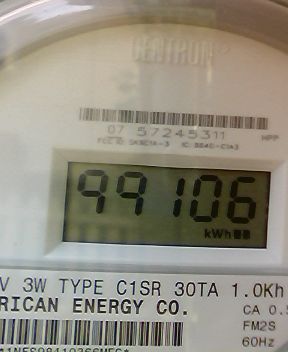 CENTRON®
07 57245311
HPP
99106
kWh
V 3W TYPE C1SR 30TA 1.0Kh
RICAN ENERGY CO.
CA 0.5
FM2S
60Hz